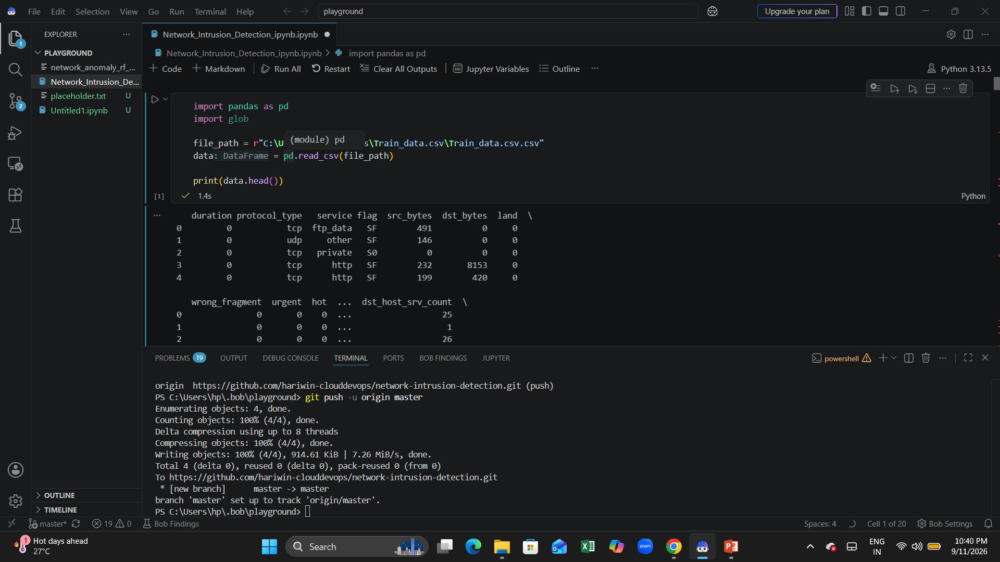 File Edit Selection View Go Run Terminal Help
playground
Upgrade your plan
EXPLORER
PLAYGROUND
network_anomaly_rf_...
Network_Intrusion_De...
placeholder.txt U
Untitled1.ipynb U
OUTLINE
TIMELINE
1
2
Network_Intrusion_Detection_ipynb.ipynb
Network_Intrusion_Detection_ipynb.ipynb > import pandas as pd
+ Code + Markdown Run All Restart Clear All Outputs Jupyter Variables Outline ...
Python 3.13.5
import pandas as pd
import glob
(module) pd
file_path = r"C:\U s\Train_data.csv\Train_data.csv.csv"
data: DataFrame = pd.read_csv(file_path)
print(data.head())
[1] 1.4s Python
duration protocol_type service flag src_bytes dst_bytes land \
0 0 tcp ftp_data SF 491 0 0
1 0 udp other SF 146 0 0
2 0 tcp private S0 0 0 0
3 0 tcp http SF 232 8153 0
4 0 tcp http SF 199 420 0
wrong_fragment urgent hot ... dst_host_srv_count \
0 0 0 0 ... 25
1 0 0 0 ... 1
2 0 0 0 ... 26
PROBLEMS 19 OUTPUT DEBUG CONSOLE TERMINAL PORTS BOB FINDINGS JUPYTER
powershell
origin https://github.com/hariwin-clouddevops/network-intrusion-detection.git (push)
PS C:\Users\hp\.bob\playground> git push -u origin master
Enumerating objects: 4, done.
Counting objects: 100% (4/4), done.
Delta compression using up to 8 threads
Compressing objects: 100% (4/4), done.
Writing objects: 100% (4/4), 914.61 KiB | 7.26 MiB/s, done.
Total 4 (delta 0), reused 0 (delta 0), pack-reused 0 (from 0)
To https://github.com/hariwin-clouddevops/network-intrusion-detection.git
* [new branch] master -> master
branch 'master' set up to track 'origin/master'.
PS C:\Users\hp\.bob\playground>
master* 19 0 Bob Findings
Spaces: 4 Cell 1 of 20 Bob Settings
1
Hot days ahead
27°C
Search
zoom
ENG
IN
10:40 PM
9/11/2026